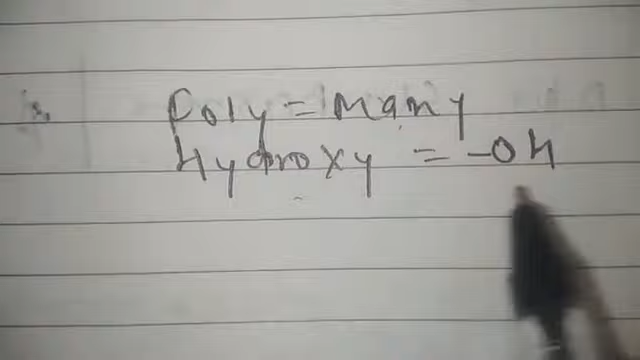 Poly = Many
Hydroxy = -OH